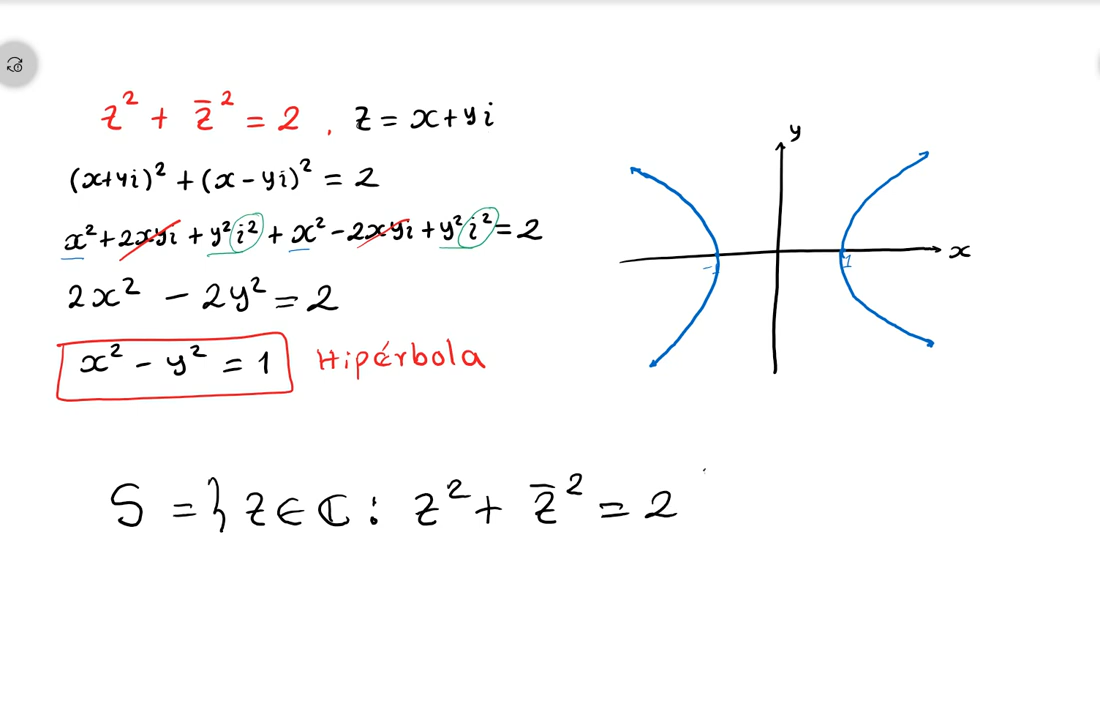 z² + z̄² = 2 , z = x+yi
(x+yi)² + (x-yi)² = 2
x²+2xyi + y²i² + x² -2xyi + y²i² = 2
2x² - 2y² = 2
x² - y² = 1 Hipérbola
y
x
-1
1
S = } z ∈ ℂ : z² + z̄² = 2